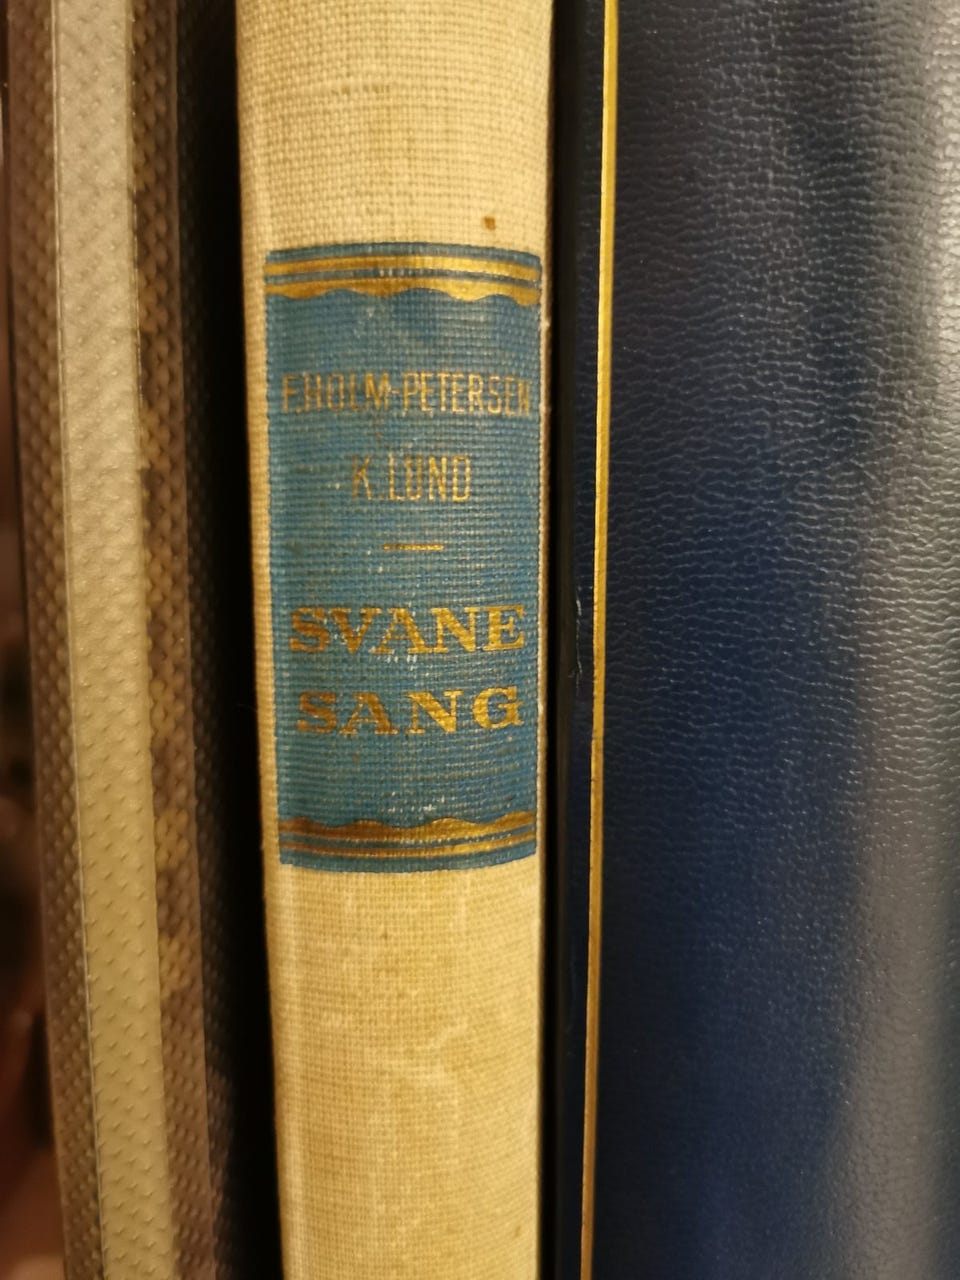 F.HOLM-PETERSEN
K.LUND
SVANE
SANG